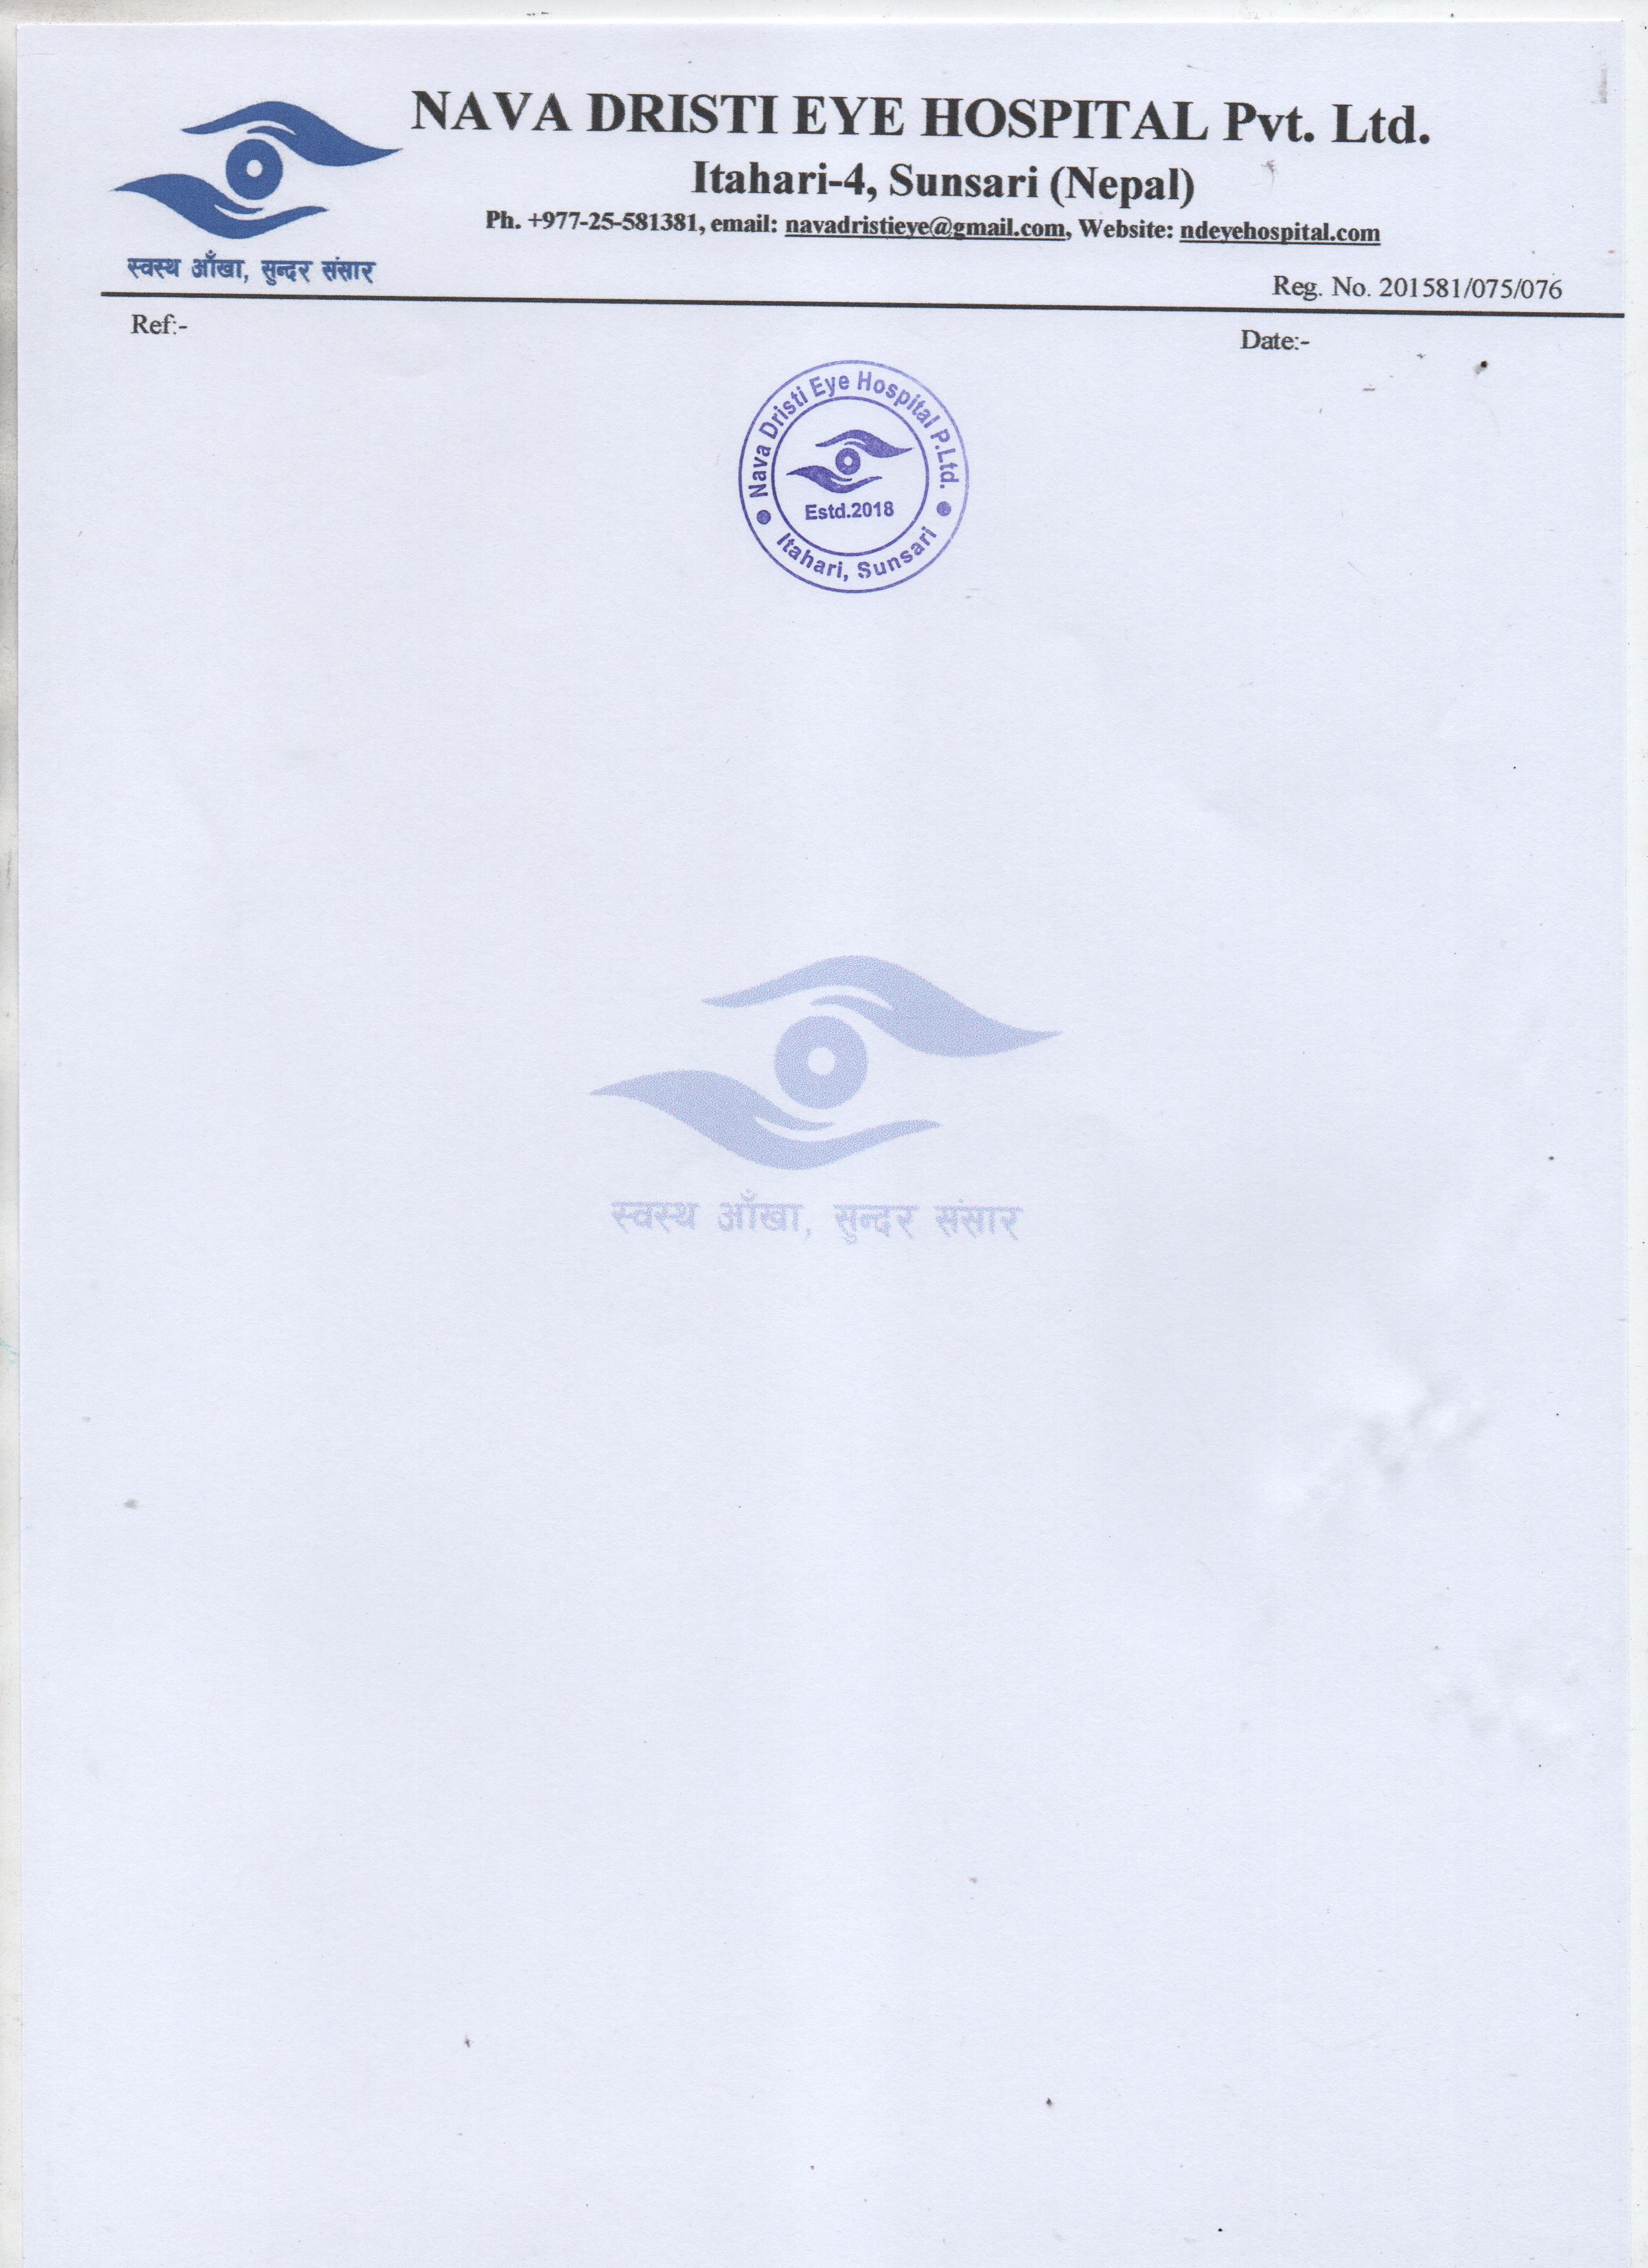 NAVA DRISTI EYE HOSPITAL Pvt. Ltd.
Itahari-4, Sunsari (Nepal)
Ph. +977-25-581381, email: navadristieye@gmail.com, Website: ndeyehospital.com
स्वस्थ आँखा, सुन्दर संसार
Reg. No. 201581/075/076
Ref:-
Date:-
Nava Dristi Eye Hospital P.Ltd.
Estd.2018
Itahari, Sunsari
स्वस्थ आँखा, सुन्दर संसार